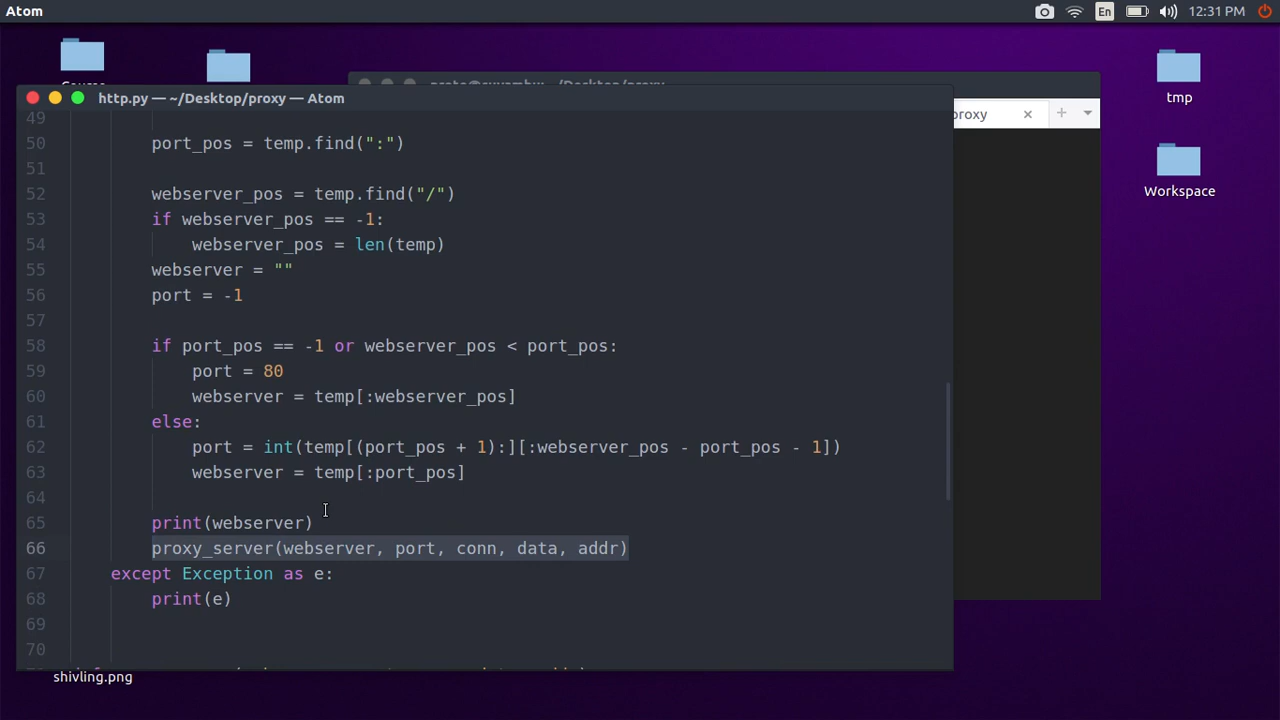 Atom
En
12:31 PM
http.py — ~/Desktop/proxy — Atom
proxy
tmp
Workspace
49
50 port_pos = temp.find(":")
51
52 webserver_pos = temp.find("/")
53 if webserver_pos == -1:
54 webserver_pos = len(temp)
55 webserver = ""
56 port = -1
57
58 if port_pos == -1 or webserver_pos < port_pos:
59 port = 80
60 webserver = temp[:webserver_pos]
61 else:
62 port = int(temp[(port_pos + 1):][:webserver_pos - port_pos - 1])
63 webserver = temp[:port_pos]
64
65 print(webserver)
66 proxy_server(webserver, port, conn, data, addr)
67 except Exception as e:
68 print(e)
69
70
shivling.png